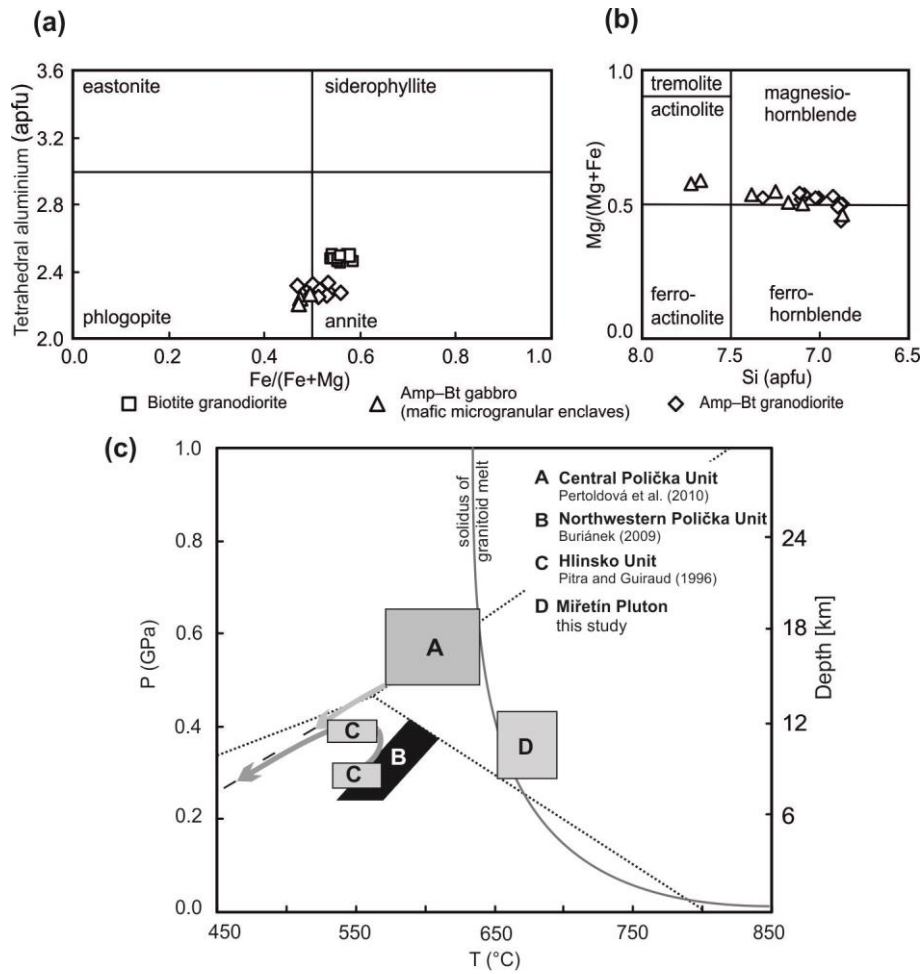 (a)
3.6
3.2
2.8
2.4
2.0
Tetrahedral aluminium (apfu)
eastonite
siderophyllite
phlogopite
annite
0.0
0.2
0.4
0.6
0.8
1.0
Fe/(Fe+Mg)
(b)
1.0
0.5
0.0
Mg/(Mg+Fe)
tremolite
actinolite
magnesio-
hornblende
ferro-
actinolite
ferro-
hornblende
8.0
7.5
7.0
6.5
Si (apfu)
Biotite granodiorite
Amp–Bt gabbro
(mafic microgranular enclaves)
Amp–Bt granodiorite
(c)
1.0
0.8
0.6
0.4
0.2
0.0
P (GPa)
solidus of
granitoid melt
A Central Polička Unit
Pertoldová et al. (2010)
B Northwestern Polička Unit
Buriánek (2009)
C Hlinsko Unit
Pitra and Guiraud (1996)
D Miřetín Pluton
this study
A
B
C
C
D
24
18
12
6
Depth [km]
450
550
650
750
850
T (°C)